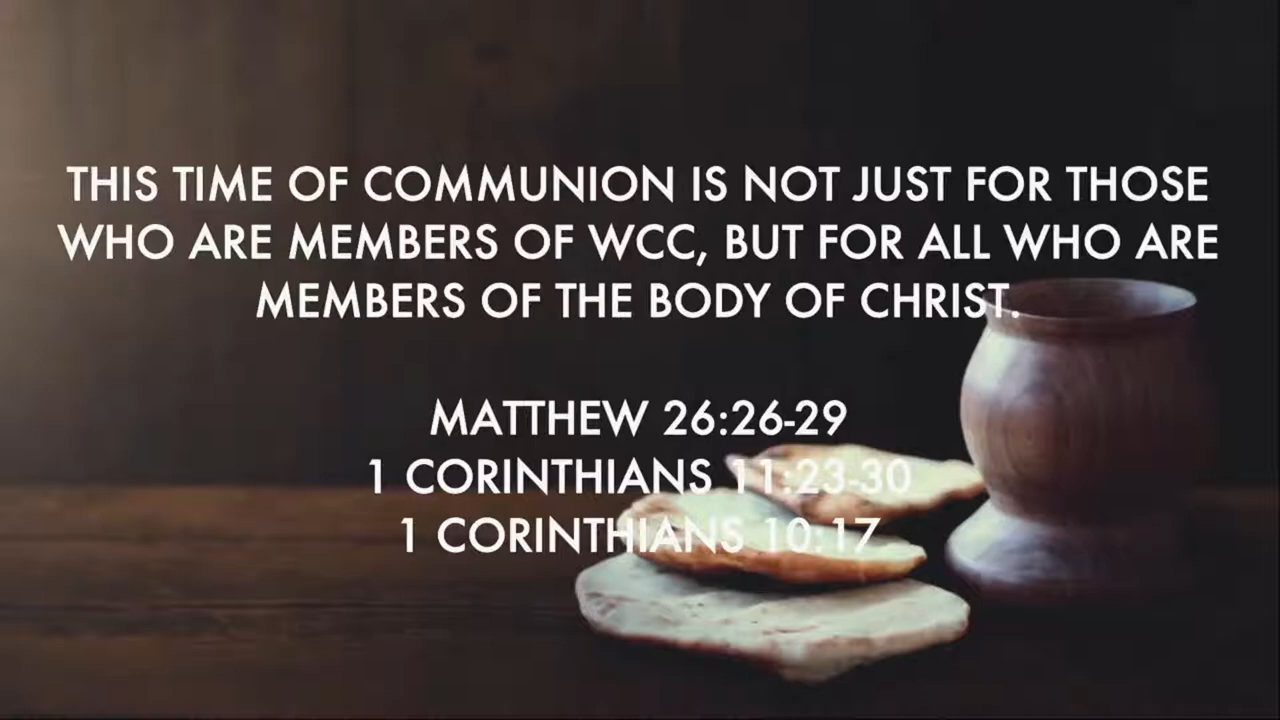 THIS TIME OF COMMUNION IS NOT JUST FOR THOSE
WHO ARE MEMBERS OF WCC, BUT FOR ALL WHO ARE
MEMBERS OF THE BODY OF CHRIST.
MATTHEW 26:26-29
1 CORINTHIANS 11:23-30
1 CORINTHIANS 10:17